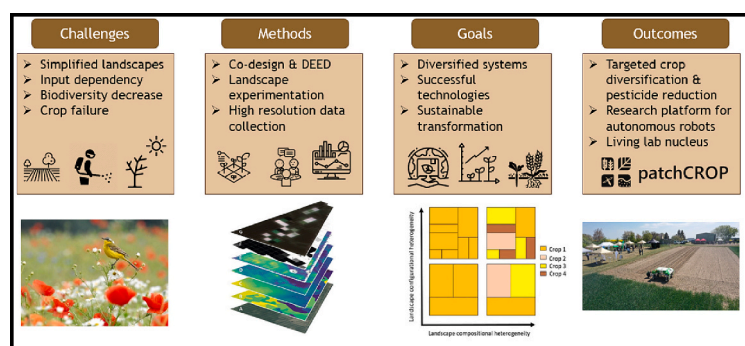 Challenges
Simplified landscapes
Input dependency
Biodiversity decrease
Crop failure
Methods
Co-design & DEED
Landscape
experimentation
High resolution data
collection
Goals
Diversified systems
Successful
technologies
Sustainable
transformation
Outcomes
Targeted crop
diversification &
pesticide reduction
Research platform for
autonomous robots
Living lab nucleus
patchCROP
Landscape configurational heterogeneity
Crop 1
Crop 2
Crop 3
Crop 4
Landscape compositional heterogeneity